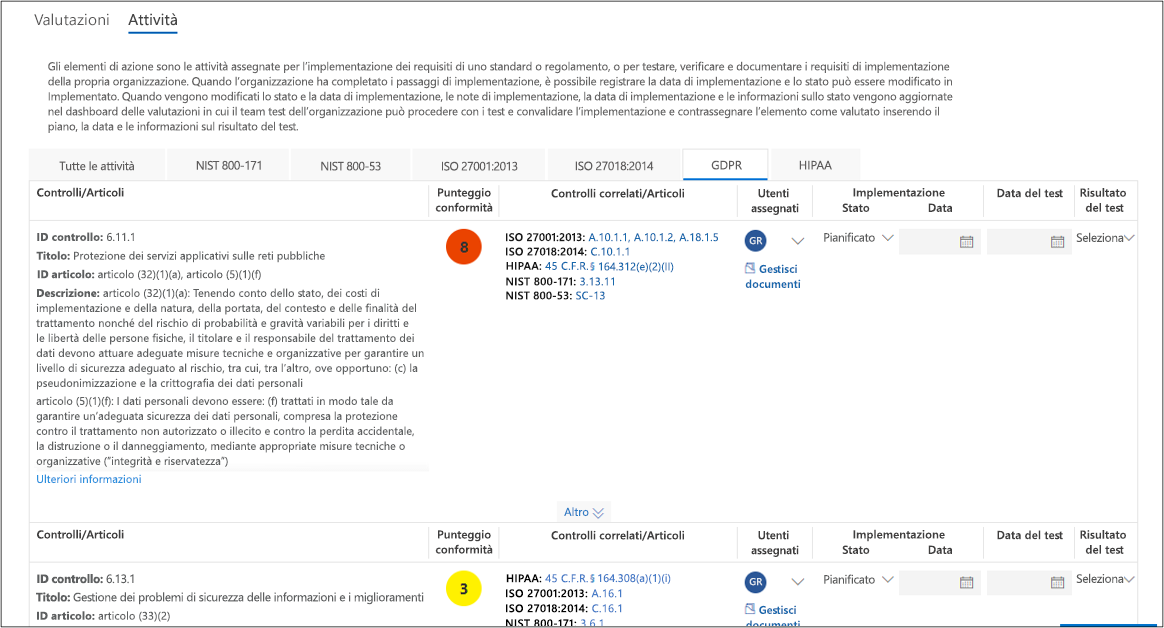 Valutazioni Attività
Gli elementi di azione sono le attività assegnate per l'implementazione dei requisiti di uno standard o regolamento, o per testare, verificare e documentare i requisiti di implementazione
della propria organizzazione. Quando l'organizzazione ha completato i passaggi di implementazione, è possibile registrare la data di implementazione e lo stato può essere modificato in
Implementato. Quando vengono modificati lo stato e la data di implementazione, le note di implementazione, la data di implementazione e le informazioni sullo stato vengono aggiornate
nel dashboard delle valutazioni in cui il team test dell'organizzazione può procedere con i test e convalidare l'implementazione e contrassegnare l'elemento come valutato inserendo il
piano, la data e le informazioni sul risultato del test.
Tutte le attività NIST 800-171 NIST 800-53 ISO 27001:2013 ISO 27018:2014 GDPR HIPAA
Controlli/Articoli
Punteggio
conformità
Controlli correlati/Articoli
Utenti
assegnati
Implementazione
Stato Data
Data del test
Risultato
del test
ID controllo: 6.11.1
Titolo: Protezione dei servizi applicativi sulle reti pubbliche
ID articolo: articolo (32)(1)(a), articolo (5)(1)(f)
Descrizione: articolo (32)(1)(a): Tenendo conto dello stato, dei costi di
implementazione e della natura, della portata, del contesto e delle finalità del
trattamento nonché del rischio di probabilità e gravità variabili per i diritti e
le libertà delle persone fisiche, il titolare e il responsabile del trattamento dei
dati devono attuare adeguate misure tecniche e organizzative per garantire un
livello di sicurezza adeguato al rischio, tra cui, tra l'altro, ove opportuno: (c) la
pseudonimizzazione e la crittografia dei dati personali
articolo (5)(1)(f): I dati personali devono essere: (f) trattati in modo tale da
garantire un'adeguata sicurezza dei dati personali, compresa la protezione
contro il trattamento non autorizzato o illecito e contro la perdita accidentale,
la distruzione o il danneggiamento, mediante appropriate misure tecniche o
organizzative ("integrità e riservatezza")
Ulteriori informazioni
8
ISO 27001:2013: A.10.1.1, A.10.1.2, A.18.1.5
ISO 27018:2014: C.10.1.1
HIPAA: 45 C.F.R.§ 164.312(e)(2)(II)
NIST 800-171: 3.13.11
NIST 800-53: SC-13
GR
Gestisci
documenti
Pianificato
Seleziona
Altro
Controlli/Articoli
Punteggio
conformità
Controlli correlati/Articoli
Utenti
assegnati
Implementazione
Stato Data
Data del test
Risultato
del test
ID controllo: 6.13.1
Titolo: Gestione dei problemi di sicurezza delle informazioni e i miglioramenti
ID articolo: articolo (33)(2)
3
HIPAA: 45 C.F.R.§ 164.308(a)(1)(i)
ISO 27001:2013: A.16.1
ISO 27018:2014: C.16.1
NIST 800-171: 3.6.1
GR
Gestisci
documenti
Pianificato
Seleziona